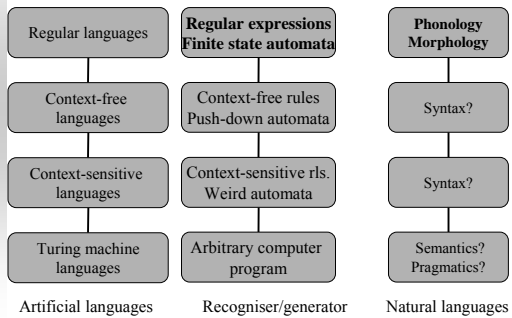 Regular languages
Regular expressions
Finite state automata
Phonology
Morphology
Context-free
languages
Context-free rules
Push-down automata
Syntax?
Context-sensitive
languages
Context-sensitive rls.
Weird automata
Syntax?
Turing machine
languages
Arbitrary computer
program
Semantics?
Pragmatics?
Artificial languages
Recogniser/generator
Natural languages